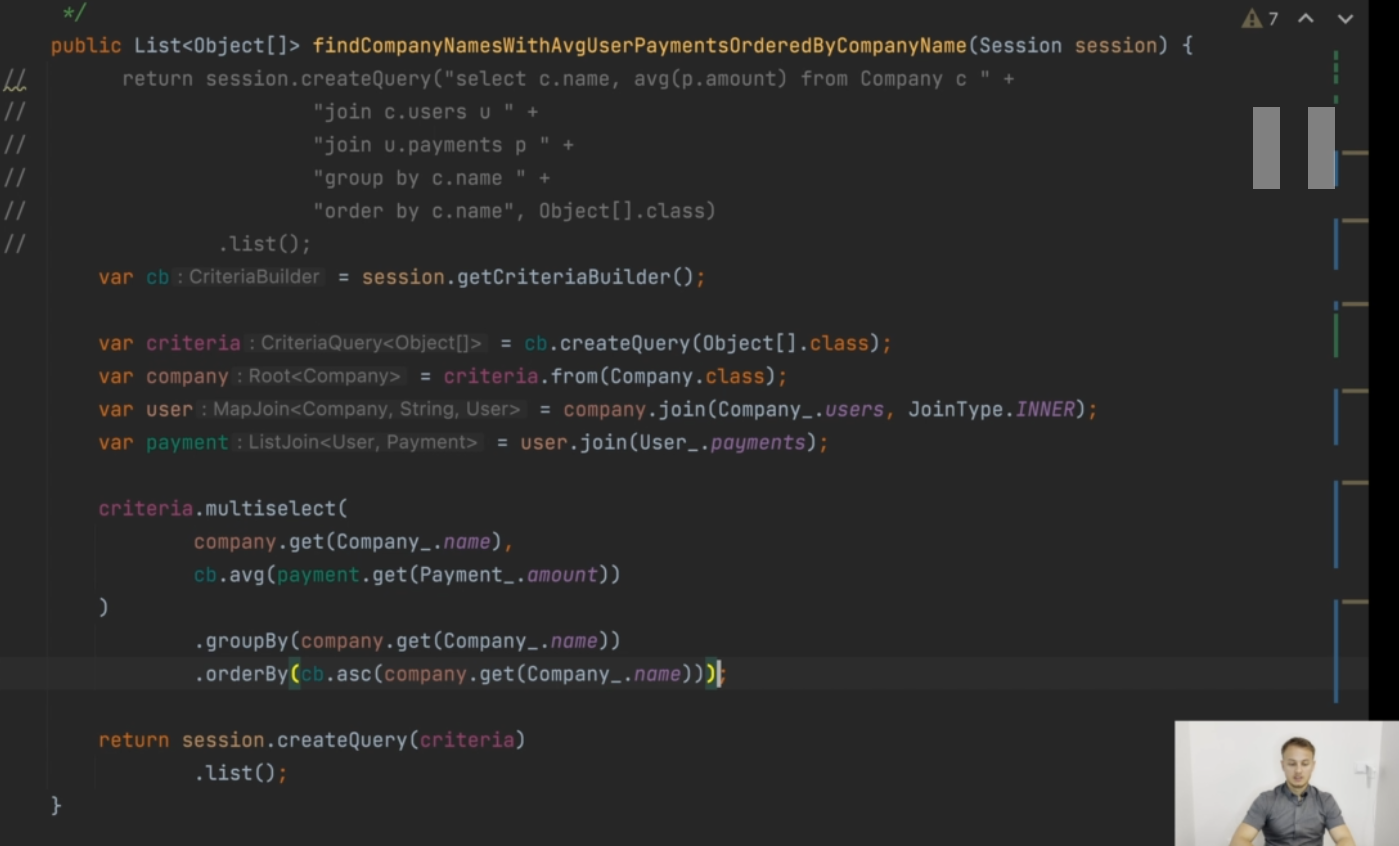 */
7
public List<Object[]> findCompanyNamesWithAvgUserPaymentsOrderedByCompanyName(Session session) {
// return session.createQuery("select c.name, avg(p.amount) from Company c " +
// "join c.users u " +
// "join u.payments p " +
// "group by c.name " +
// "order by c.name", Object[].class)
// .list();
var cb : CriteriaBuilder = session.getCriteriaBuilder();
var criteria : CriteriaQuery<Object[]> = cb.createQuery(Object[].class);
var company : Root<Company> = criteria.from(Company.class);
var user : MapJoin<Company, String, User> = company.join(Company_.users, JoinType.INNER);
var payment : ListJoin<User, Payment> = user.join(User_.payments);
criteria.multiselect(
company.get(Company_.name),
cb.avg(payment.get(Payment_.amount))
)
.groupBy(company.get(Company_.name))
.orderBy(cb.asc(company.get(Company_.name)));
return session.createQuery(criteria)
.list();
}